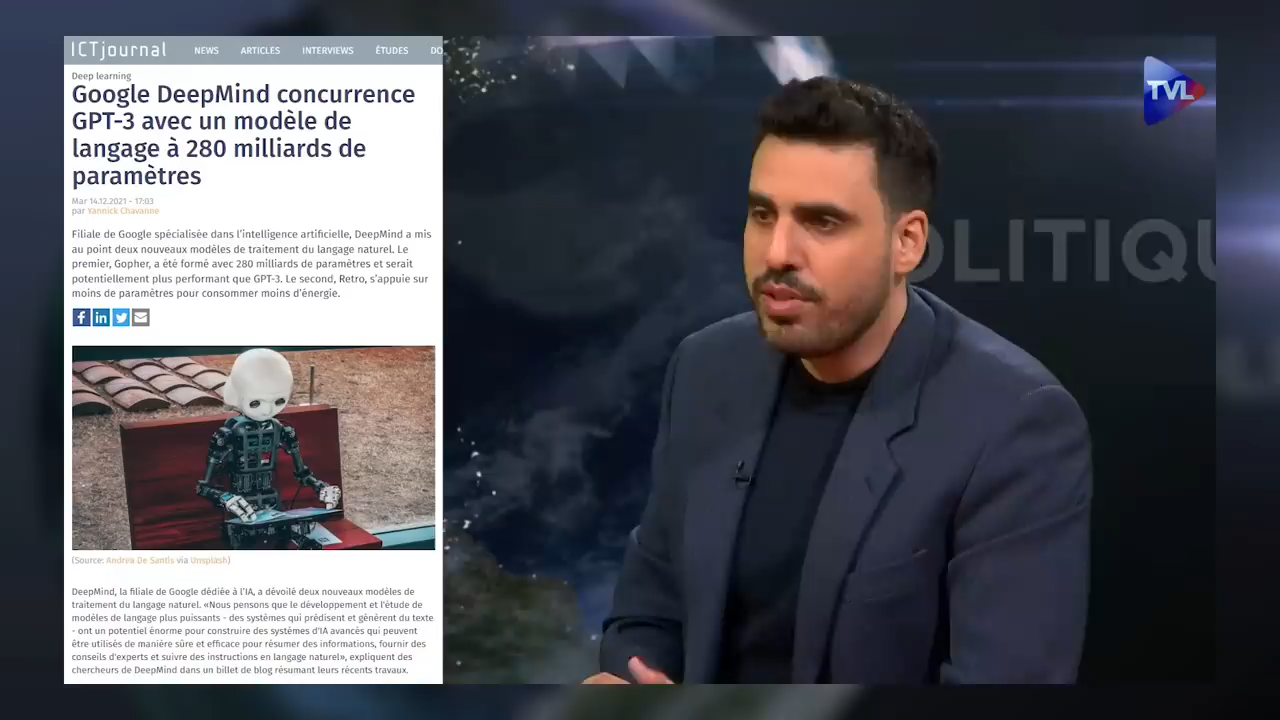 ICTjournal
NEWS ARTICLES INTERVIEWS ÉTUDES DO
Deep learning
Google DeepMind concurrence
GPT-3 avec un modèle de
langage à 280 milliards de
paramètres
Mar 14.12.2021 - 17:03
par Yannick Chavanne
Filiale de Google spécialisée dans l'intelligence artificielle, DeepMind a mis
au point deux nouveaux modèles de traitement du langage naturel. Le
premier, Gopher, a été formé avec 280 milliards de paramètres et serait
potentiellement plus performant que GPT-3. Le second, Retro, s'appuie sur
moins de paramètres pour consommer moins d'énergie.
(Source: Andrea De Santis via Unsplash)
DeepMind, la filiale de Google dédiée à l'IA, a dévoilé deux nouveaux modèles de
traitement du langage naturel. «Nous pensons que le développement et l'étude de
modèles de langage plus puissants - des systèmes qui prédisent et génèrent du texte
- ont un potentiel énorme pour construire des systèmes d'IA avancés qui peuvent
être utilisés de manière sûre et efficace pour résumer des informations, fournir des
conseils d'experts et suivre des instructions en langage naturel», expliquent des
chercheurs de DeepMind dans un billet de blog résumant leurs récents travaux.
TVL
OLITIQU